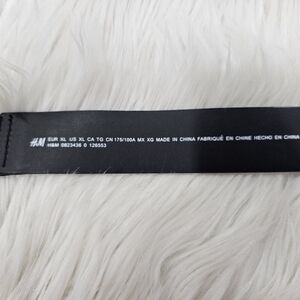 H&M EUR XL US XL CA TG CN 175/100A MX XG MADE IN CHINA FABRIQUÉ EN CHINE HECHO EN CHINA
H&M 0823436 0 126553